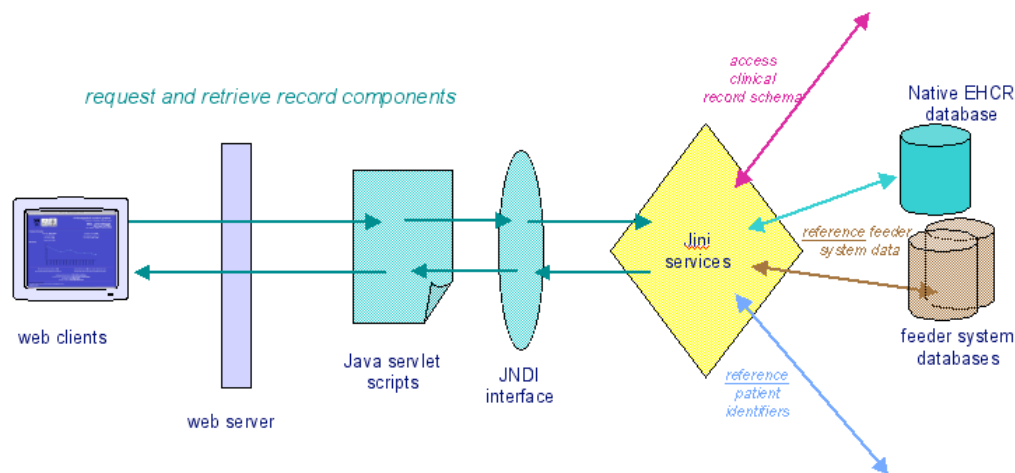 access
clinical
record schema
request and retrieve record components
Native EHCR
database
Jini
services
reference feeder
system data
web clients
web server
Java servlet
scripts
JNDI
interface
reference
patient
identifiers
feeder system
databases